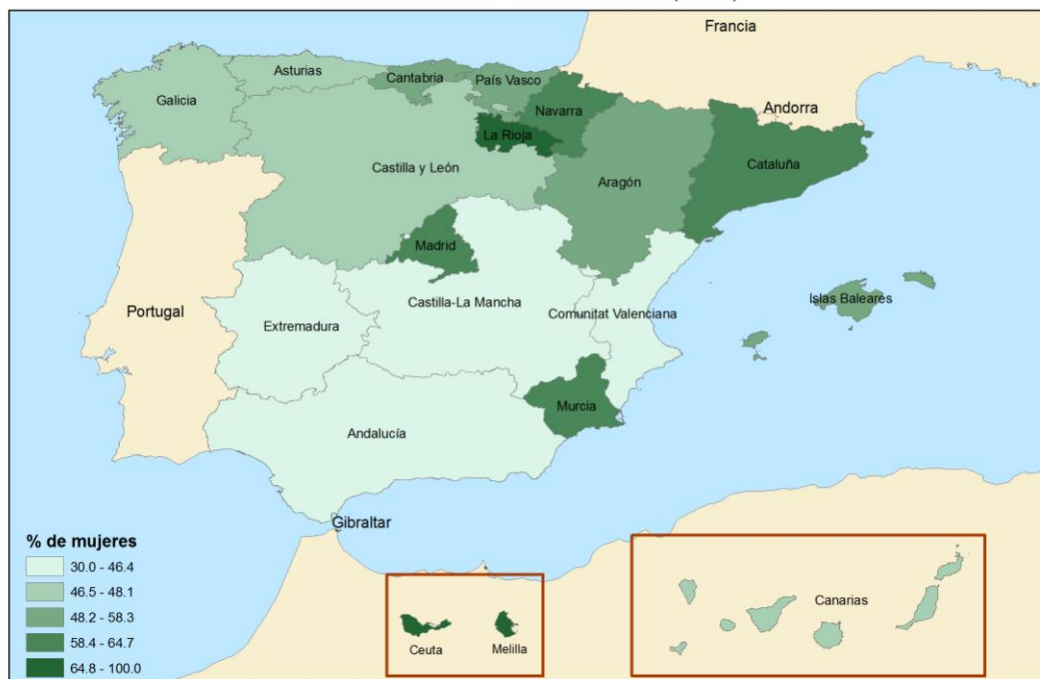 Francia
Asturias
Cantabria
País Vasco
Galicia
Navarra
Andorra
La Rioja
Castilla y León
Cataluña
Aragón
Madrid
Islas Baleares
Castilla-La Mancha
Portugal
Comunitat Valenciana
Extremadura
Murcia
Andalucía
Gibraltar
% de mujeres
30.0 - 46.4
46.5 - 48.1
48.2 - 58.3
58.4 - 64.7
64.8 - 100.0
Canarias
Ceuta
Melilla